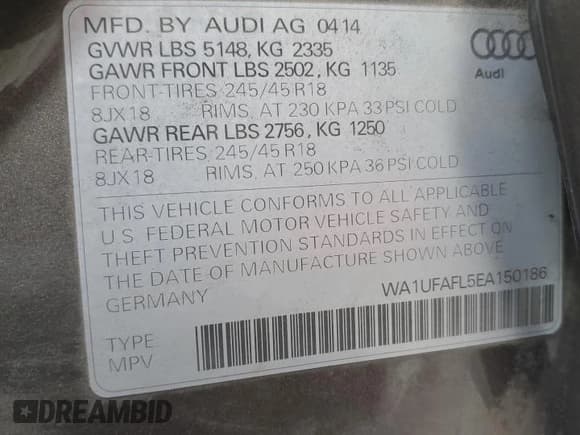 MFD. BY AUDI AG 0414
GVWR LBS 5148, KG 2335
GAWR FRONT LBS 2502, KG 1135
FRONT-TIRES 245/45 R18
8JX18 RIMS, AT 230 KPA 33 PSI COLD
GAWR REAR LBS 2756, KG 1250
REAR-TIRES 245/45 R18
8JX18 RIMS, AT 250 KPA 36 PSI COLD
Audi
THIS VEHICLE CONFORMS TO ALL APPLICABLE
U.S. FEDERAL MOTOR VEHICLE SAFETY AND
THEFT PREVENTION STANDARDS IN EFFECT ON
THE DATE OF MANUFACTURE SHOWN ABOVE
GERMANY
WA1UFAFL5EA150186
TYPE:
MPV
DREAMBID